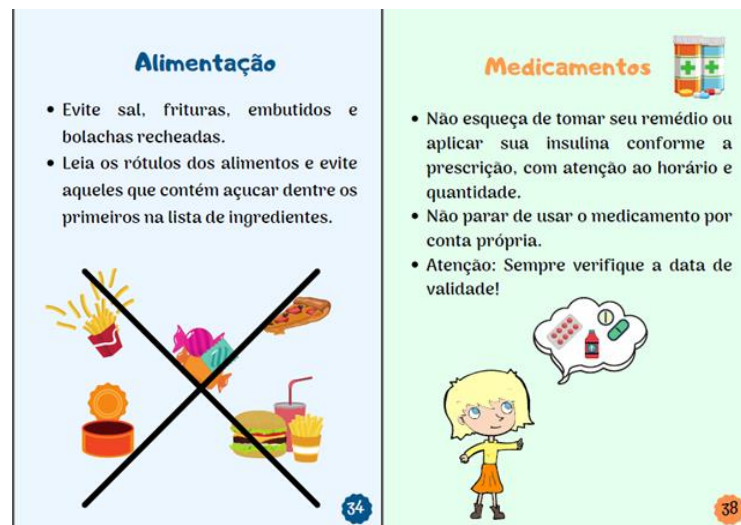 Alimentação
• Evite sal, frituras, embutidos e
bolachas recheadas.
• Leia os rótulos dos alimentos e evite
aqueles que contém açucar dentre os
primeiros na lista de ingredientes.
34
Medicamentos
• Não esqueça de tomar seu remédio ou
aplicar sua insulina conforme a
prescrição, com atenção ao horário e
quantidade.
• Não parar de usar o medicamento por
conta própria.
• Atenção: Sempre verifique a data de
validade!
38